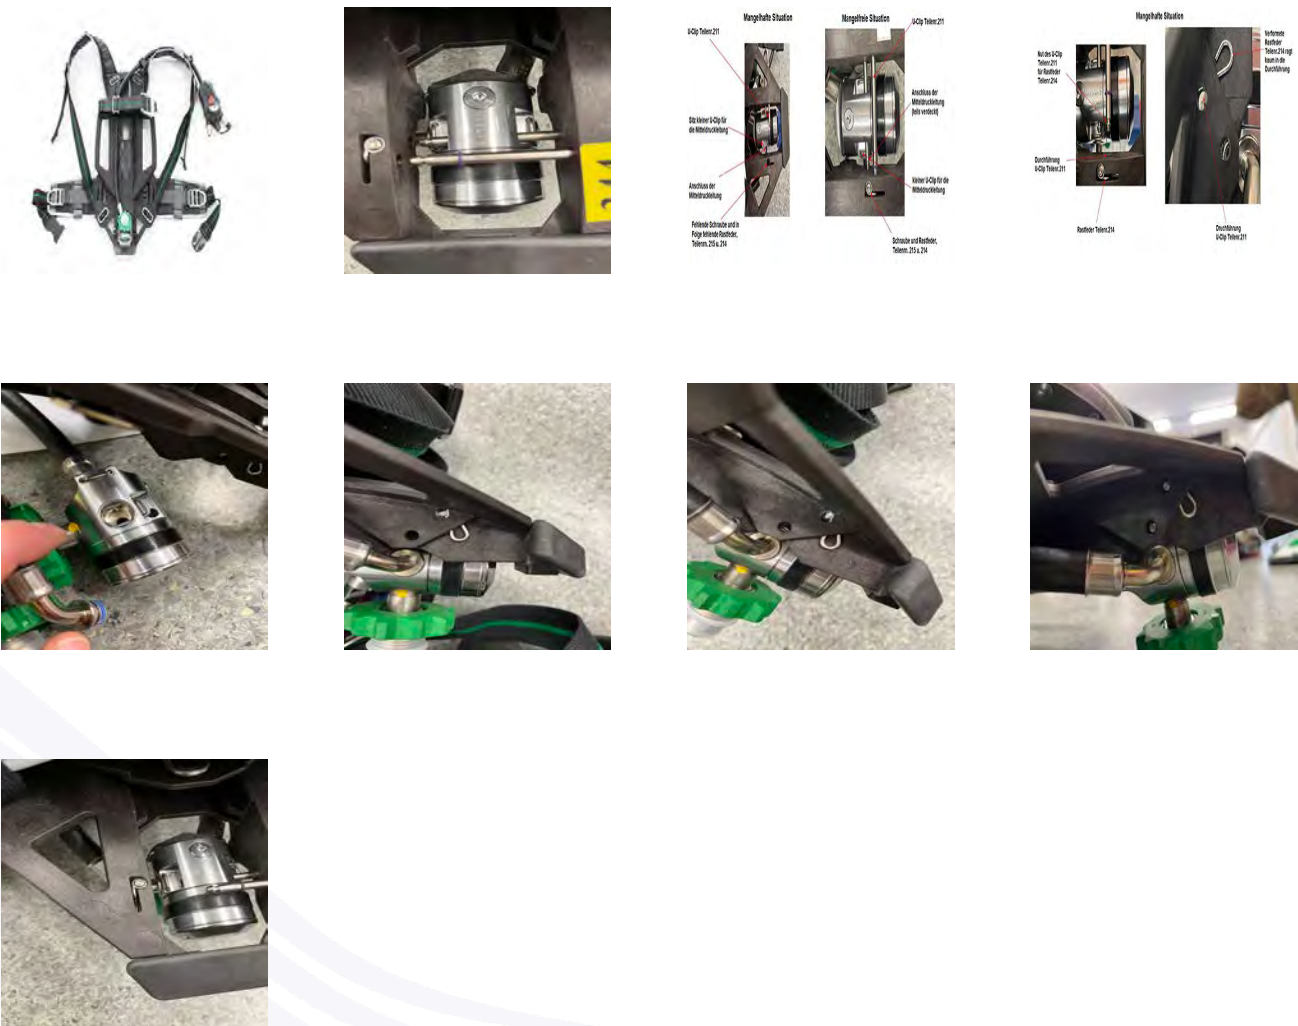 Mangelhafte Situation
Mangelfreie Situation
U-Clip Teilenr.211
U-Clip Teilenr.211
Anschluss der
Mitteldruckleitung
(teils verdeckt)
Sitz kleiner U-Clip für
die Mitteldruckleitung
Anschluss der
Mitteldruckleitung
kleiner U-Clip für die
Mitteldruckleitung
Fehlende Schraube und in
Folge fehlende Rastfeder,
Teilenrn. 215 u. 214
Schraube und Rastfeder,
Teilenrn. 215 u. 214
Mangelhafte Situation
Nut des U-Clip
Teilenr.211
für Rastfeder
Teilenr.214
Verformete
Rastfeder
Teilenr.214 ragt
kaum in die
Durchführung
Durchführung
U-Clip Teilenr.211
Rastfeder Teilenr.214
Druchführung
U-Clip Teilenr.211